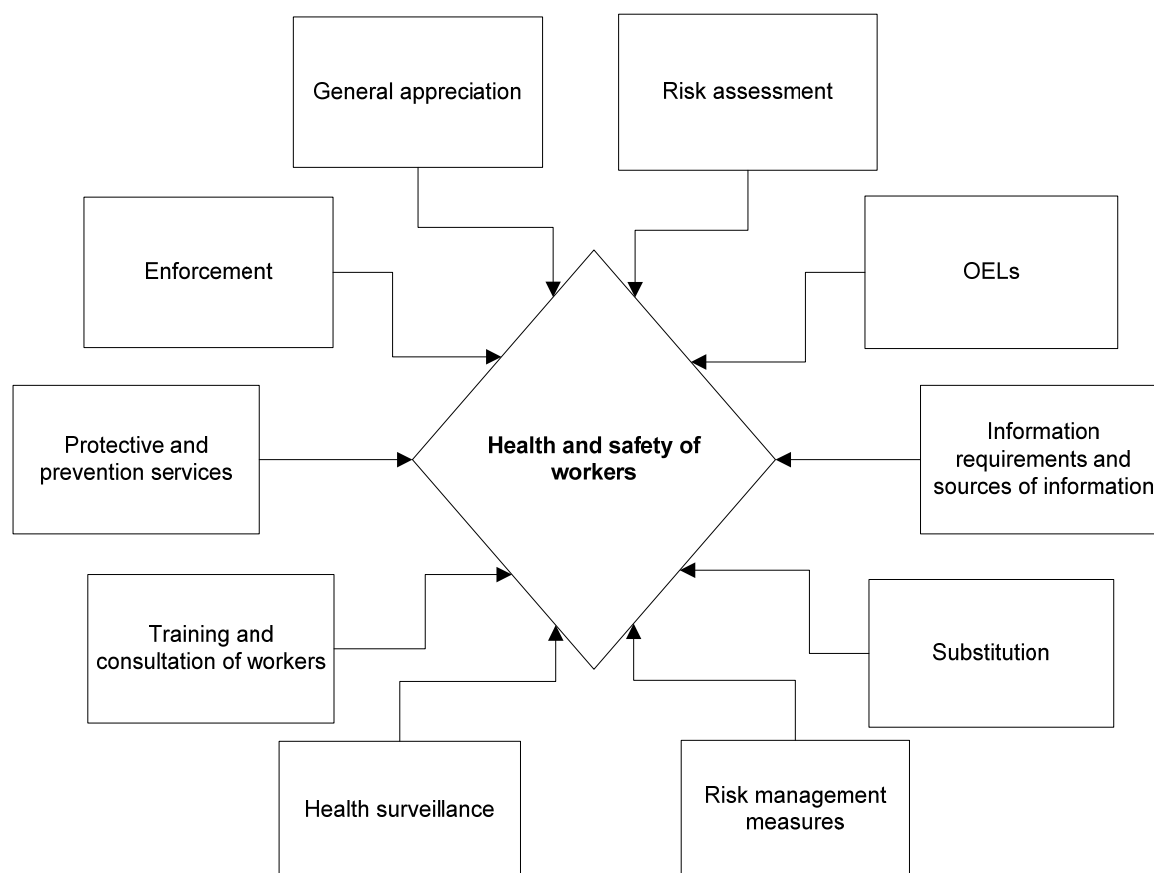 General appreciation
Risk assessment
Enforcement
OELs
Protective and
prevention services
Health and safety of
workers
Information
requirements and
sources of information
Training and
consultation of workers
Substitution
Health surveillance
Risk management
measures